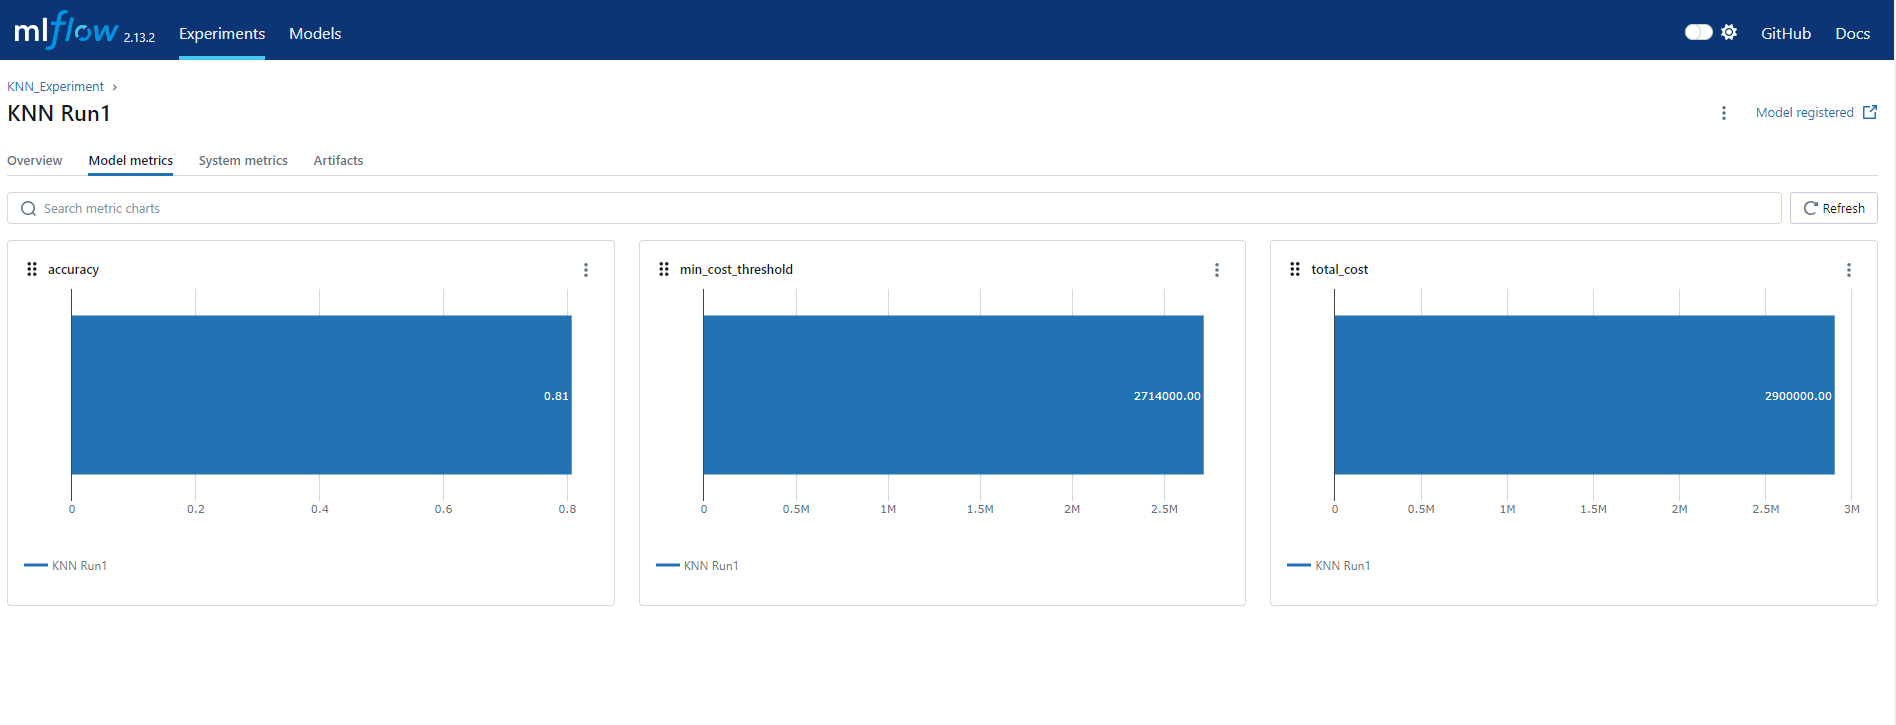 mlflow 2.13.2 Experiments Models GitHub Docs
KNN_Experiment ›
KNN Run1
Model registered
Overview Model metrics System metrics Artifacts
Search metric charts
Refresh
accuracy
0.81
0 0.2 0.4 0.6 0.8
KNN Run1
min_cost_threshold
2714000.00
0 0.5M 1M 1.5M 2M 2.5M
KNN Run1
total_cost
2900000.00
0 0.5M 1M 1.5M 2M 2.5M 3M
KNN Run1